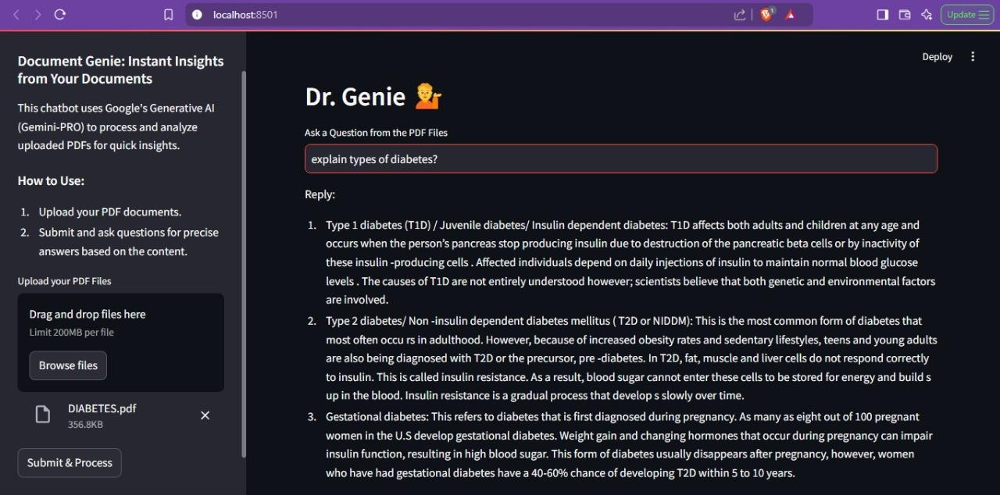 localhost:8501
1
Update
Document Genie: Instant Insights
from Your Documents
This chatbot uses Google's Generative AI
(Gemini-PRO) to process and analyze
uploaded PDFs for quick insights.
How to Use:
1. Upload your PDF documents.
2. Submit and ask questions for precise
answers based on the content.
Upload your PDF Files
Drag and drop files here
Limit 200MB per file
Browse files
DIABETES.pdf
356.8KB
Submit & Process
Deploy
Dr. Genie
Ask a Question from the PDF Files
explain types of diabetes?
Reply:
1. Type 1 diabetes (T1D) / Juvenile diabetes/ Insulin dependent diabetes: T1D affects both adults and children at any age and
occurs when the person’s pancreas stop producing insulin due to destruction of the pancreatic beta cells or by inactivity of
these insulin -producing cells . Affected individuals depend on daily injections of insulin to maintain normal blood glucose
levels . The causes of T1D are not entirely understood however; scientists believe that both genetic and environmental factors
are involved.
2. Type 2 diabetes/ Non -insulin dependent diabetes mellitus ( T2D or NIDDM): This is the most common form of diabetes that
most often occu rs in adulthood. However, because of increased obesity rates and sedentary lifestyles, teens and young adults
are also being diagnosed with T2D or the precursor, pre -diabetes. In T2D, fat, muscle and liver cells do not respond correctly
to insulin. This is called insulin resistance. As a result, blood sugar cannot enter these cells to be stored for energy and build s
up in the blood. Insulin resistance is a gradual process that develop s slowly over time.
3. Gestational diabetes: This refers to diabetes that is first diagnosed during pregnancy. As many as eight out of 100 pregnant
women in the U.S develop gestational diabetes. Weight gain and changing hormones that occur during pregnancy can impair
insulin function, resulting in high blood sugar. This form of diabetes usually disappears after pregnancy, however, women
who have had gestational diabetes have a 40-60% chance of developing T2D within 5 to 10 years.